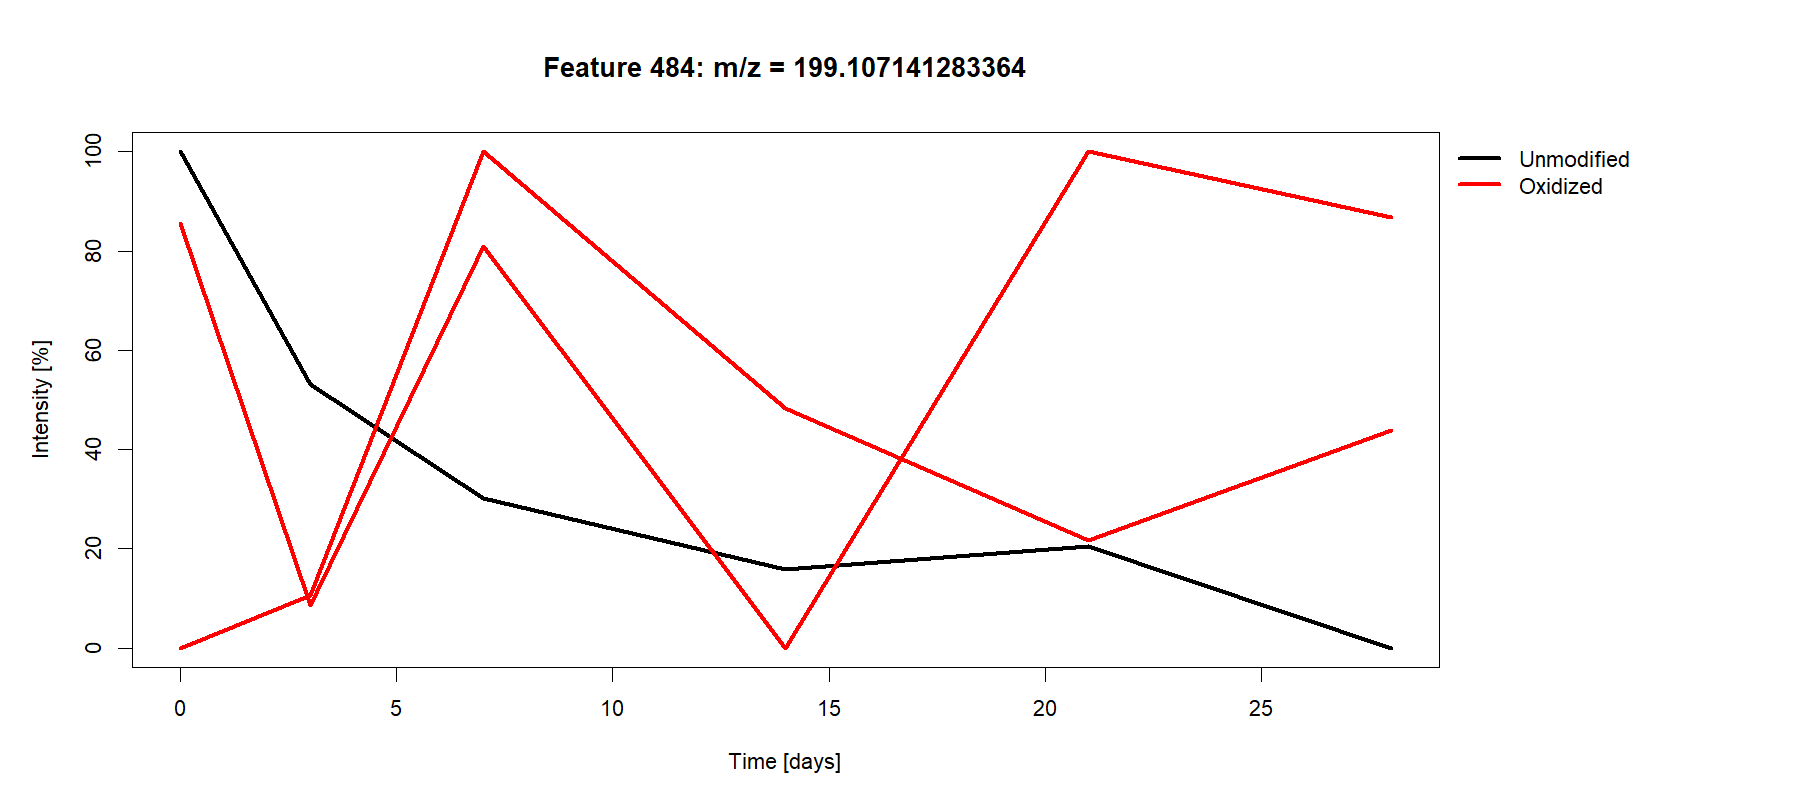 Feature 484: m/z = 199.107141283364
Unmodified
Oxidized
Intensity [%]
100
80
60
40
20
0
0 5 10 15 20 25
Time [days]